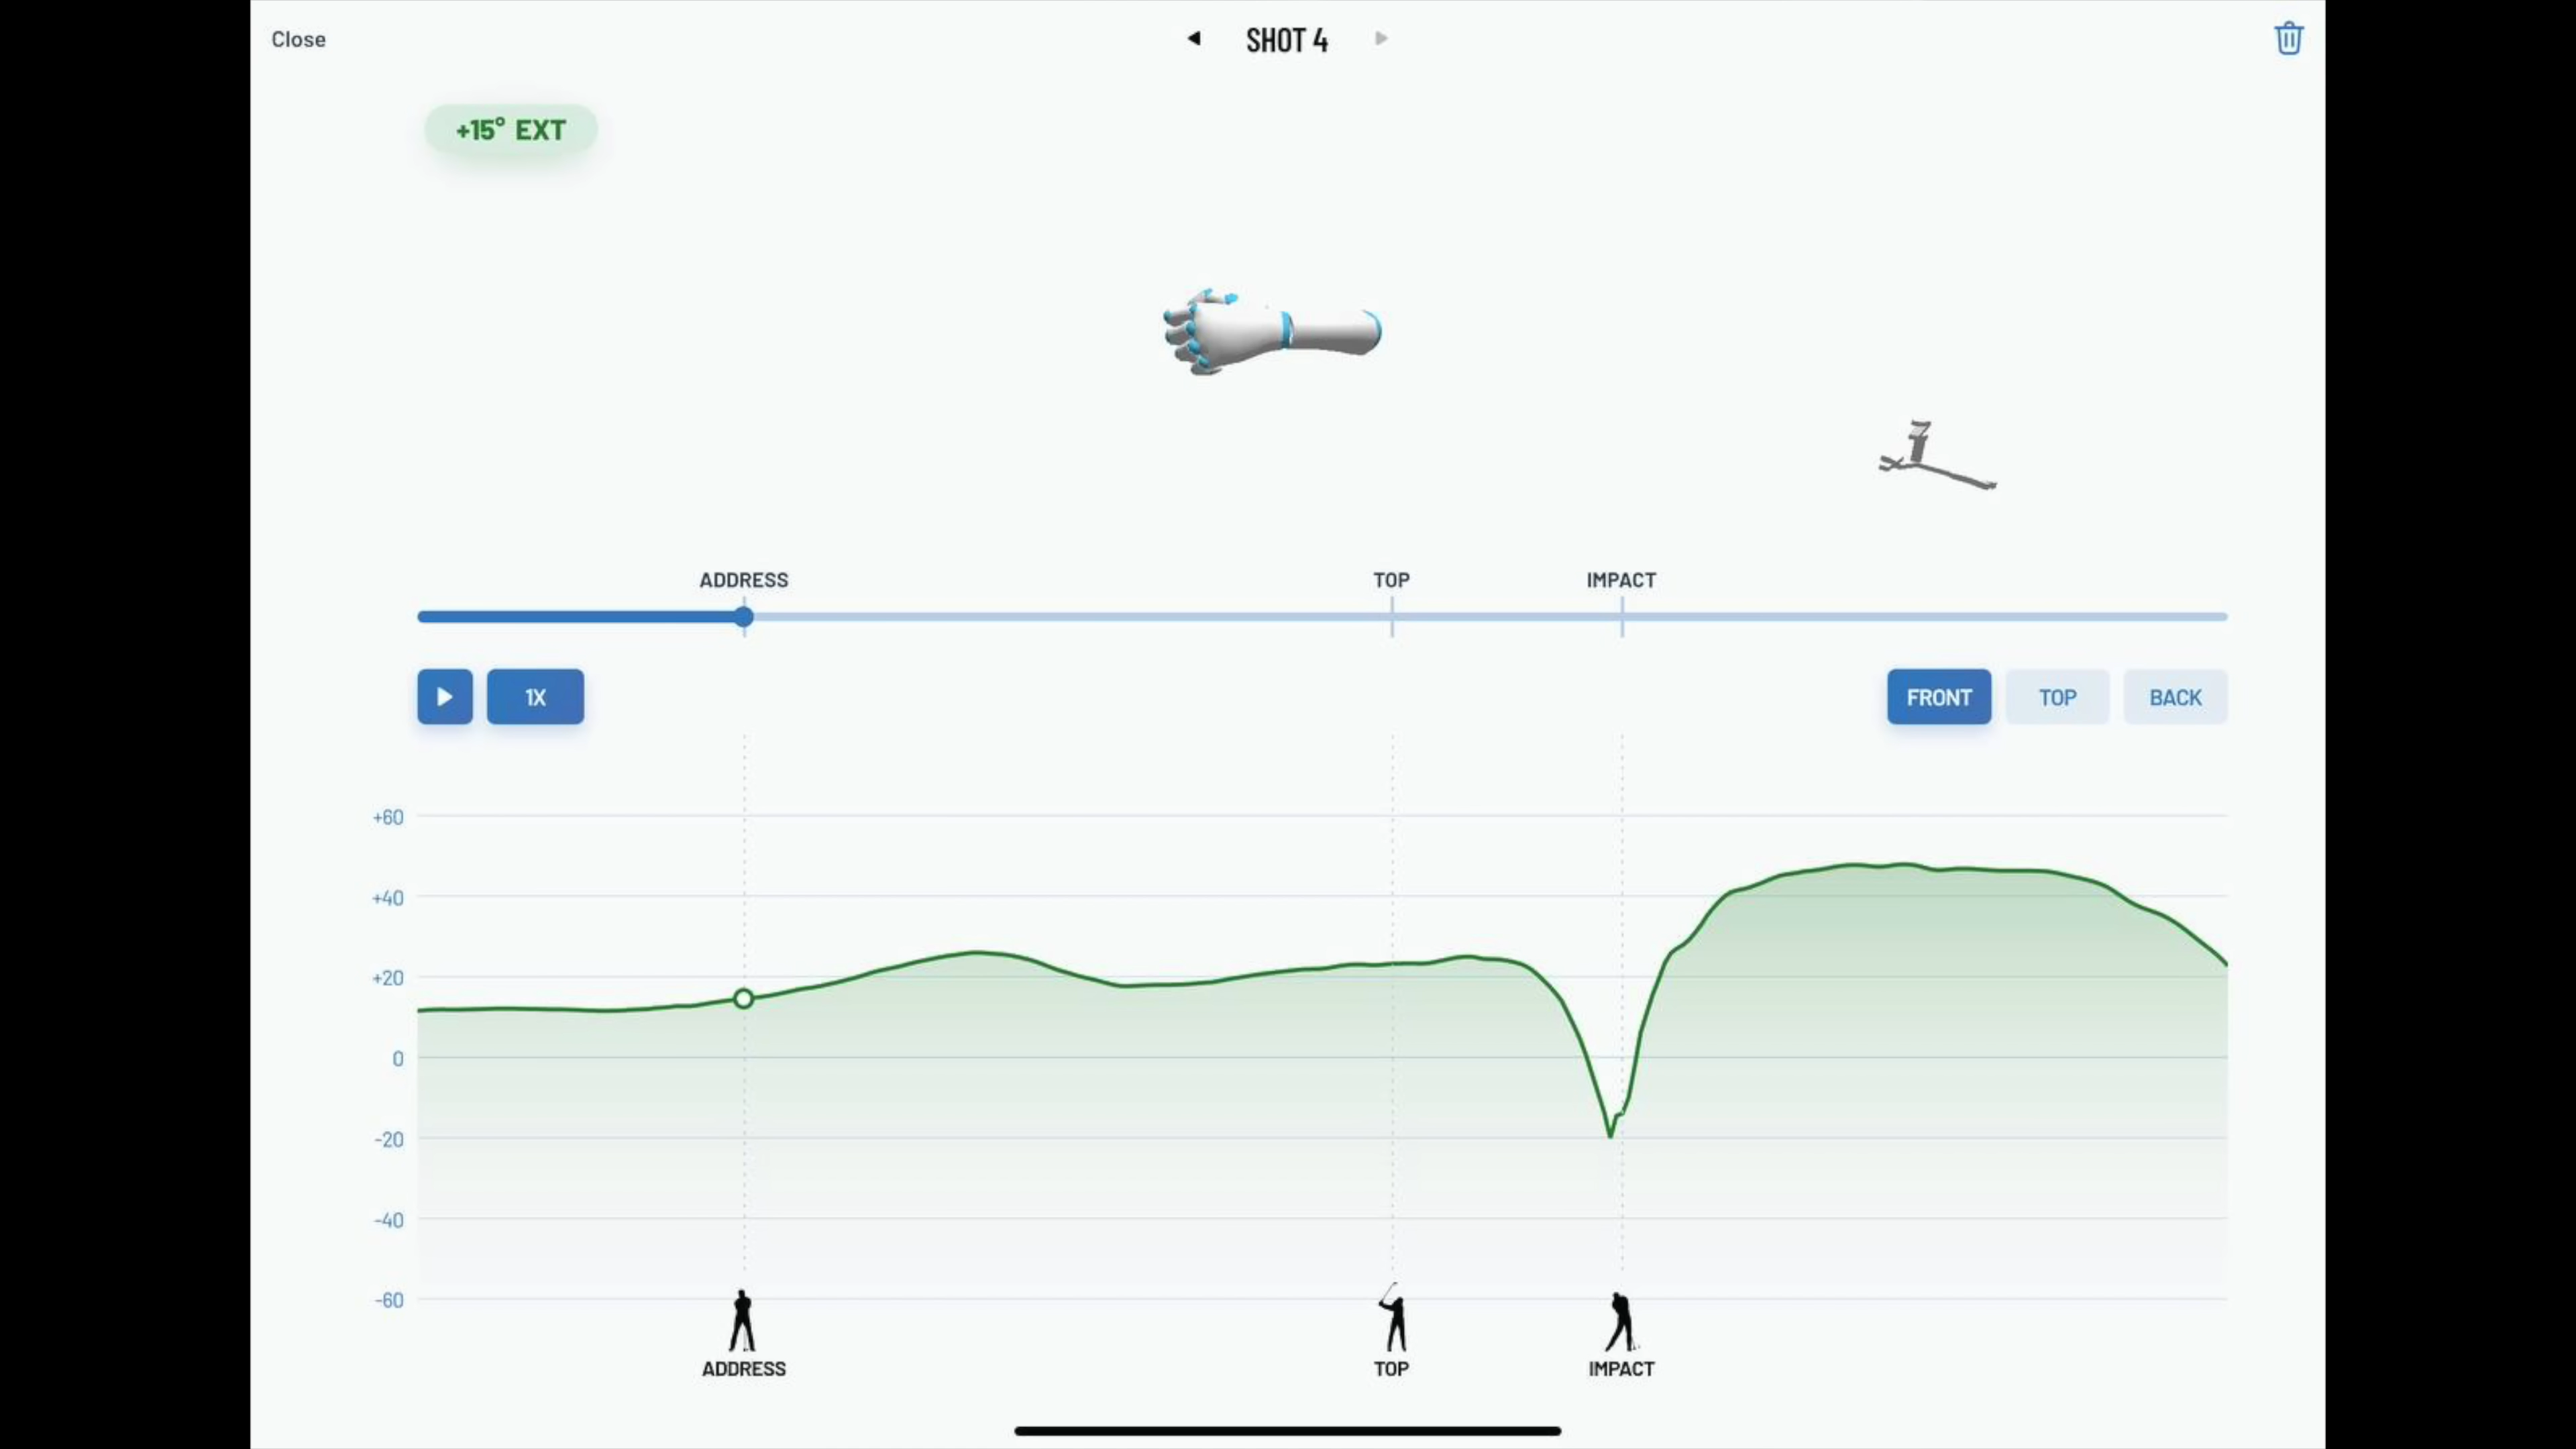 Close
SHOT 4
+15° EXT
ADDRESS TOP IMPACT
1X
FRONT TOP BACK
+60
+40
+20
0
-20
-40
-60
ADDRESS TOP IMPACT